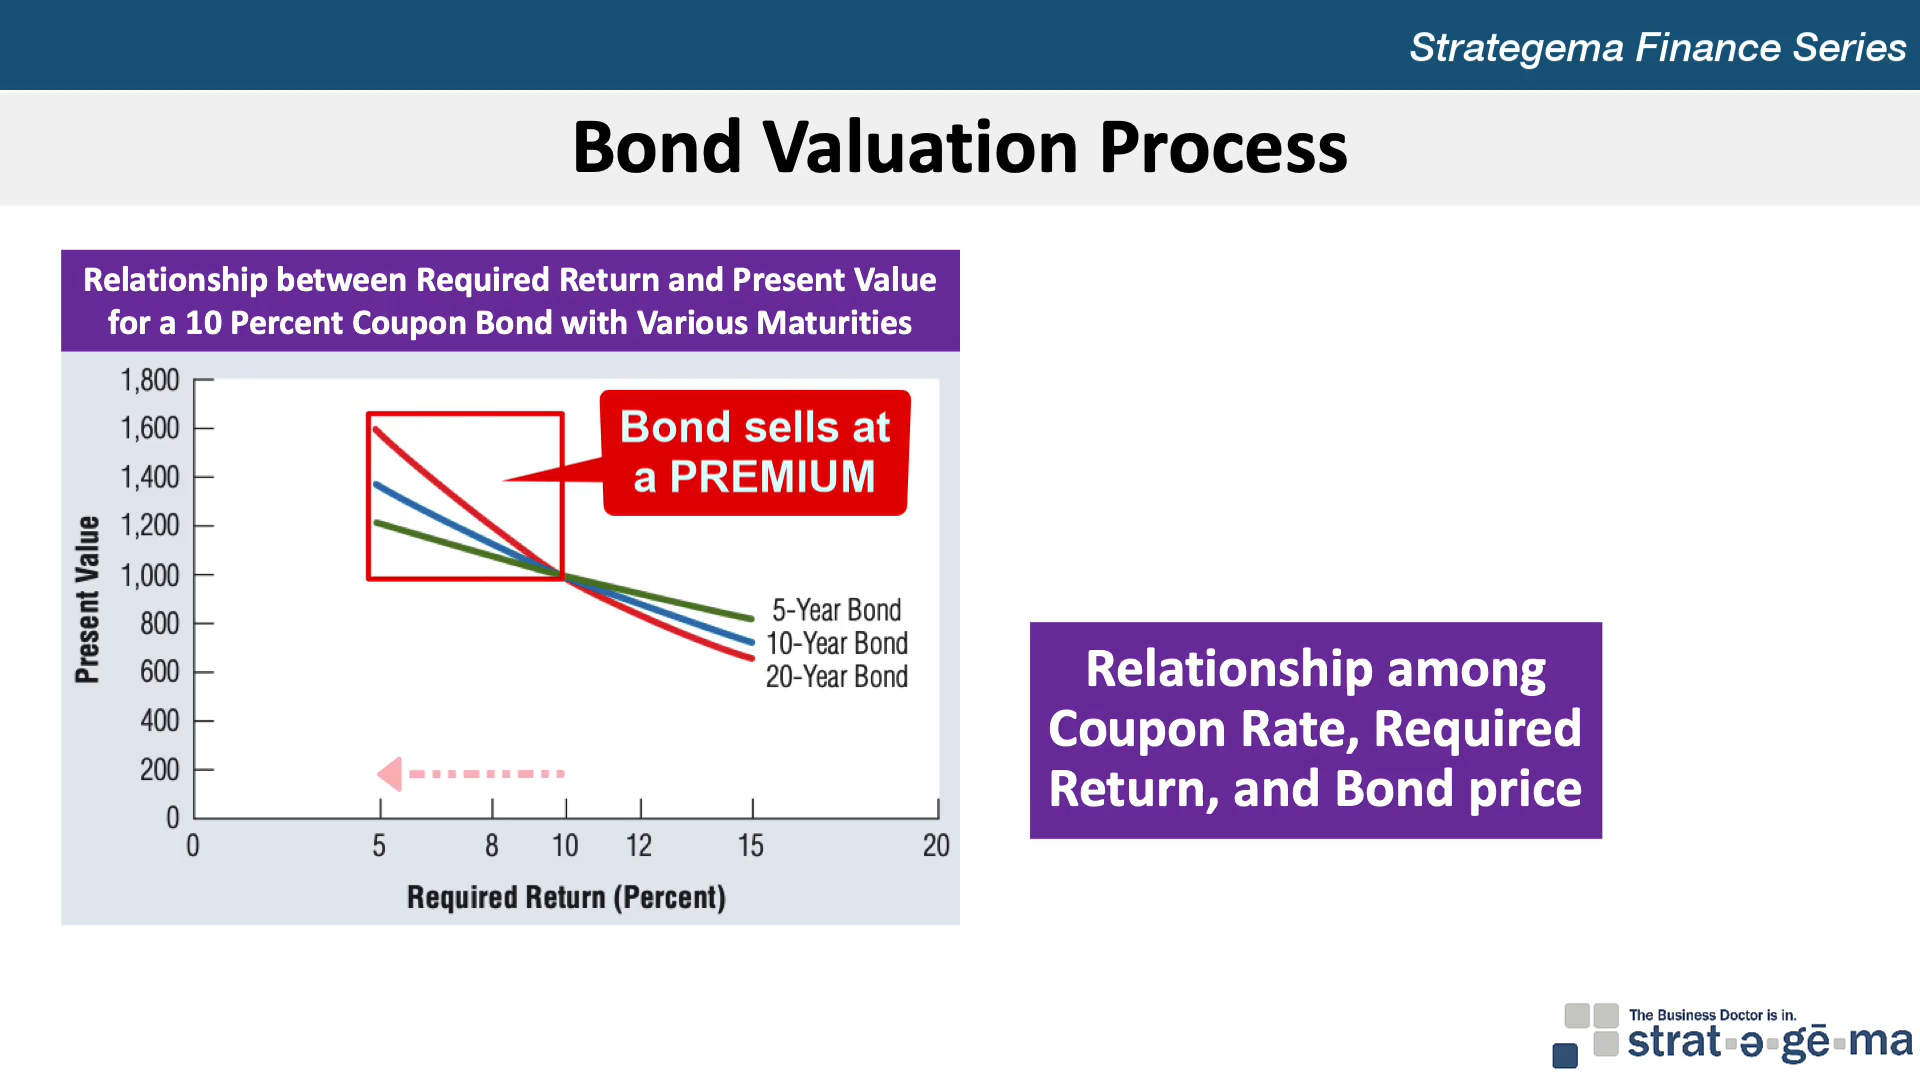 Strategema Finance Series
Bond Valuation Process
Relationship between Required Return and Present Value
for a 10 Percent Coupon Bond with Various Maturities
Present Value
1,800
1,600
1,400
1,200
1,000
800
600
400
200
0
Bond sells at
a PREMIUM
5-Year Bond
10-Year Bond
20-Year Bond
0 5 8 10 12 15 20
Required Return (Percent)
Relationship among
Coupon Rate, Required
Return, and Bond price
The Business Doctor is in.
strat-ə-gē-ma